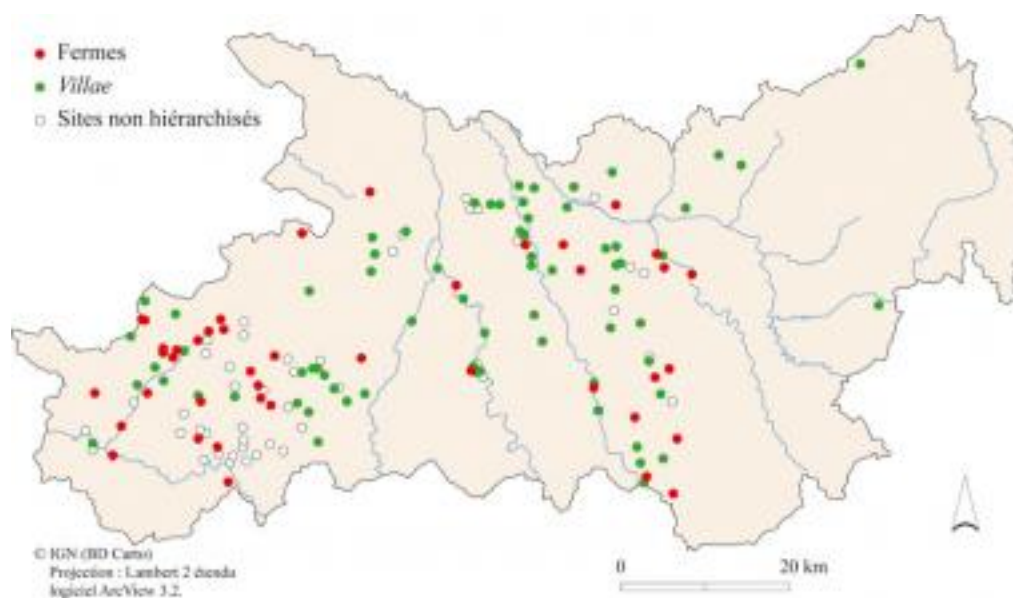 Fermes
Villae
Sites non hiérarchisés
© IGN (BD Carto)
Projection : Lambert 2 étendu
logiciel ArcView 3.2.
0 20 km